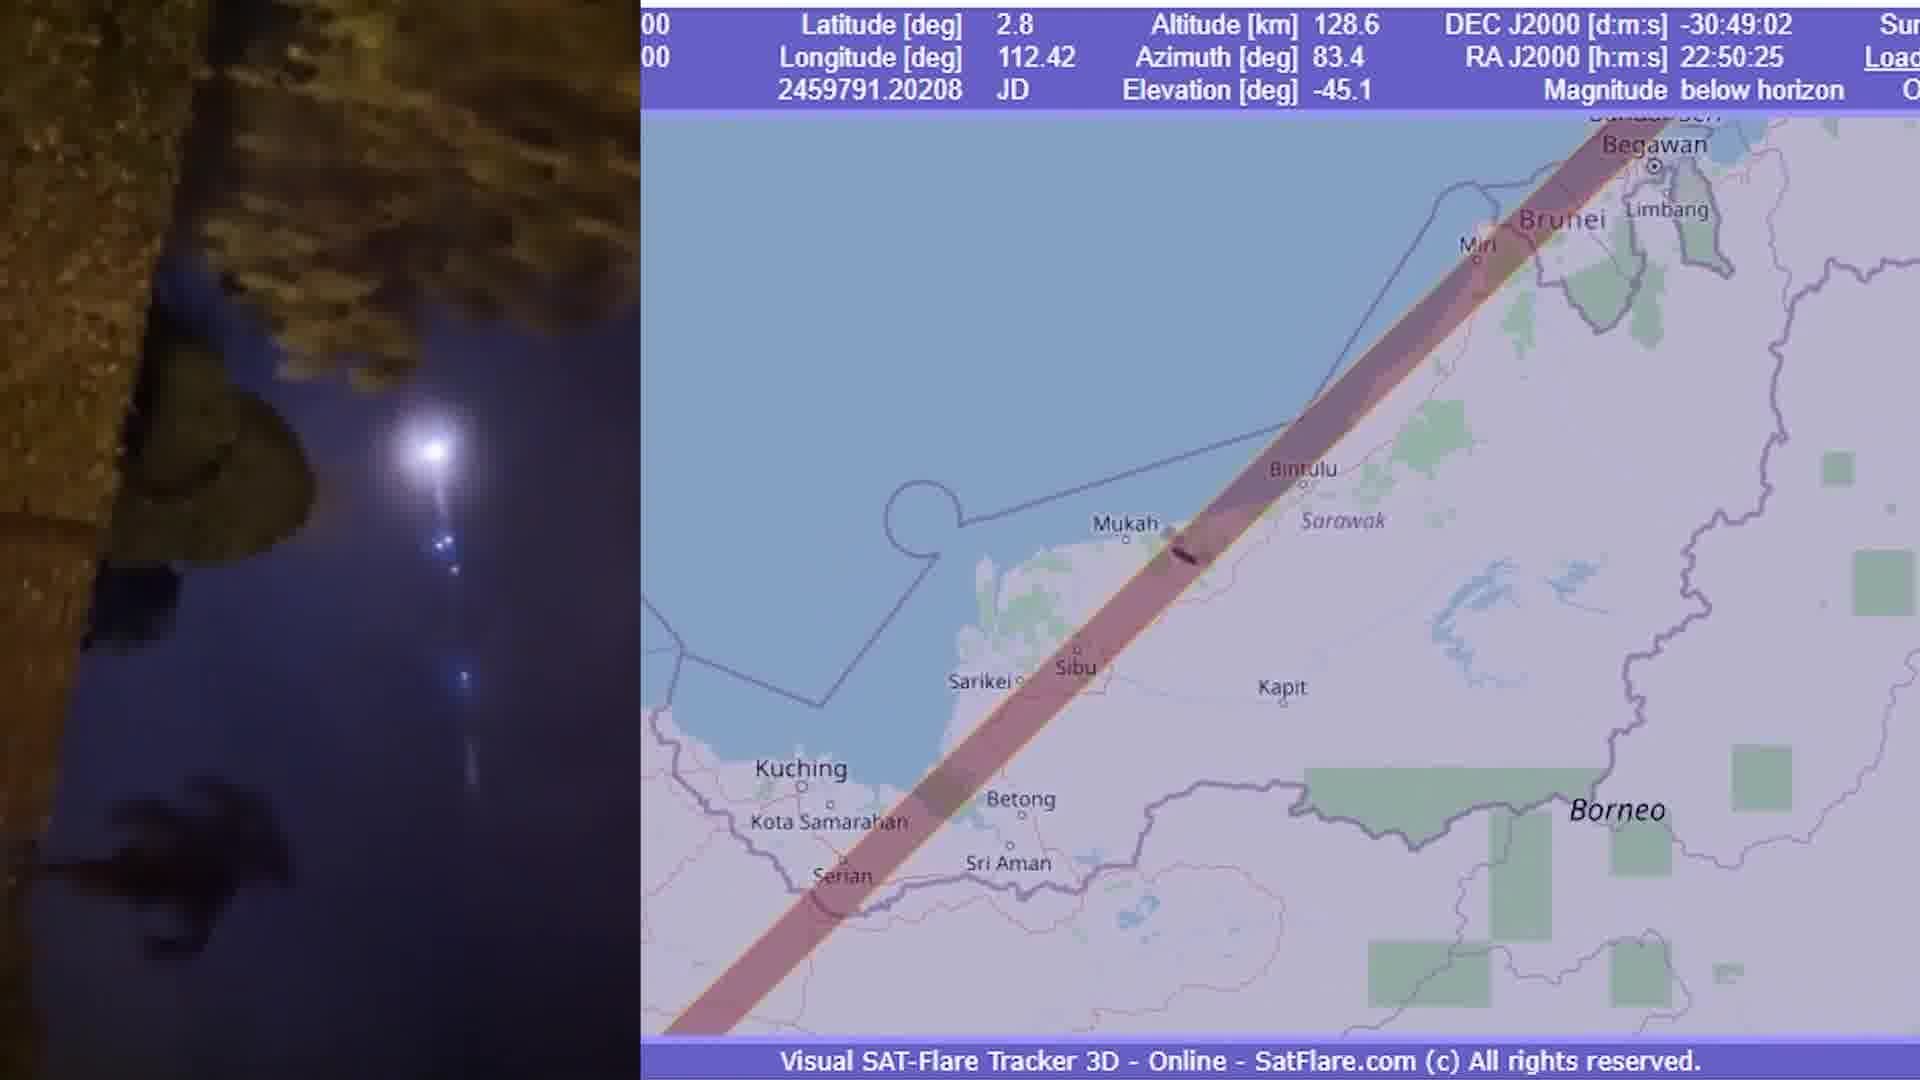 00 Latitude [deg] 2.8 Altitude [km] 128.6 DEC J2000 [d:m:s] -30:49:02
00 Longitude [deg] 112.42 Azimuth [deg] 83.4 RA J2000 [h:m:s] 22:50:25 Load
2459791.20208 JD Elevation [deg] -45.1 Magnitude below horizon
Begawan
Limbang
Brunei
Miri
Bintulu
Mukah
Sarawak
Sibu
Sarikei
Kapit
Kuching
Betong
Borneo
Kota Samarahan
Sri Aman
Serian
Visual SAT-Flare Tracker 3D - Online - SatFlare.com (c) All rights reserved.